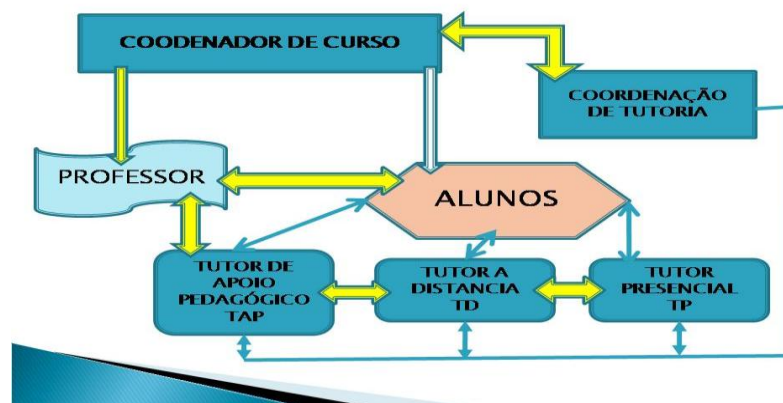 COODENADOR DE CURSO
COORDENAÇÃO
DE TUTORIA
PROFESSOR
ALUNOS
TUTOR DE
APOIO
PEDAGÓGICO
TAP
TUTOR A
DISTANCIA
TD
TUTOR
PRESENCIAL
TP